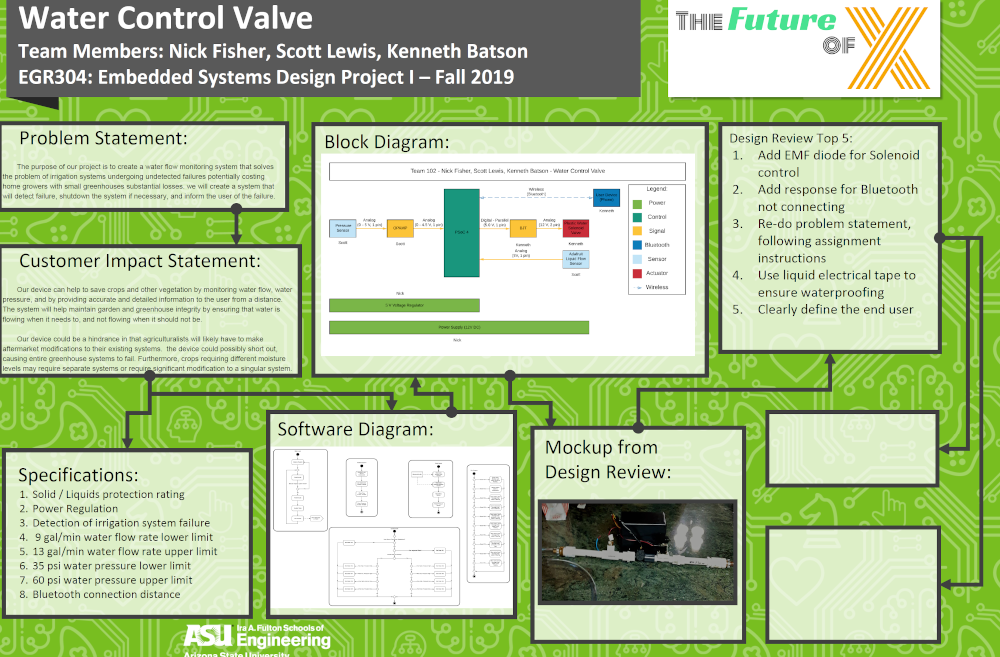 Water Control Valve
Team Members: Nick Fisher, Scott Lewis, Kenneth Batson
EGR304: Embedded Systems Design Project I – Fall 2019
THE Future
OF X
Problem Statement:
The purpose of our project is to create a water flow monitoring system that solves
the problem of irrigation systems undergoing undetected failures potentially costing
home growers with small greenhouses substantial losses. we will create a system that
will detect failure, shutdown the system if necessary, and inform the user of the failure.
Customer Impact Statement:
Our device can help to save crops and other vegetation by monitoring water flow, water
pressure, and by providing accurate and detailed information to the user from a distance.
The system will help maintain garden and greenhouse integrity by ensuring that water is
flowing when it needs to, and not flowing when it should not be.
Our device could be a hindrance in that agriculturalists will likely have to make
aftermarket modifications to their existing systems. the device could possibly short out,
causing entire greenhouse systems to fail. Furthermore, crops requiring different moisture
levels may require separate systems or require significant modification to a singular system.
Specifications:
1. Solid / Liquids protection rating
2. Power Regulation
3. Detection of irrigation system failure
4. 9 gal/min water flow rate lower limit
5. 13 gal/min water flow rate upper limit
6. 35 psi water pressure lower limit
7. 60 psi water pressure upper limit
8. Bluetooth connection distance
Block Diagram:
Team 102 - Nick Fisher, Scott Lewis, Kenneth Batson - Water Control Valve
Wireless
(Bluetooth)
Kenneth
Analog
Analog
Digital - Parallel
Analog
Pressure
Sensor
Scott
Scott
Kenneth
Kenneth
Analog
Liquid Flow
Sensor
Scott
Nick
Voltage Regulator
Power Supply
Nick
Legend:
Power
Control
Signal
Bluetooth
Sensor
Actuator
Wireless
Software Diagram:
Mockup from
Design Review:
Design Review Top 5:
1. Add EMF diode for Solenoid
control
2. Add response for Bluetooth
not connecting
3. Re-do problem statement,
following assignment
instructions
4. Use liquid electrical tape to
ensure waterproofing
5. Clearly define the end user
ASU Ira A. Fulton Schools of
Engineering
Arizona State University